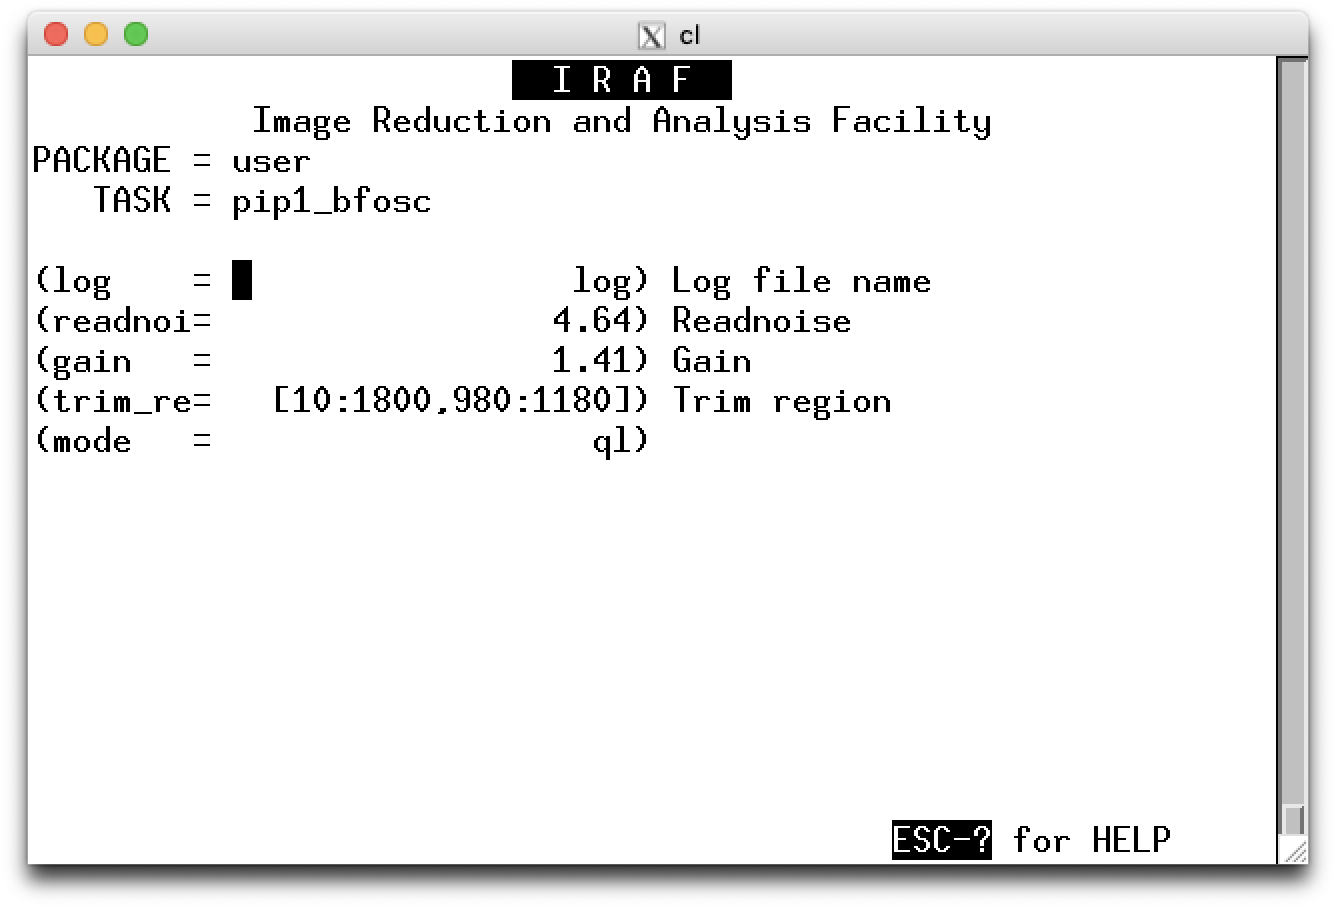 X cl
I R A F
Image Reduction and Analysis Facility
PACKAGE = user
TASK = pip1_bfosc
(log = log) Log file name
(readnoi= 4.64) Readnoise
(gain = 1.41) Gain
(trim_re= [10:1800,980:1180]) Trim region
(mode = ql)
ESC-? for HELP